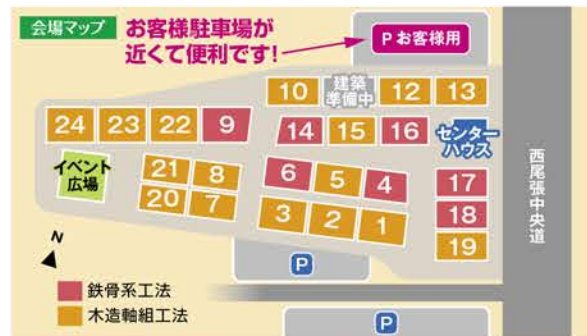 会場マップ
お客様駐車場が
近くて便利です!
P お客様用
10
建築
準備中
12
13
24
23
22
9
14
15
16
センター
ハウス
イベント
広場
21
8
6
5
4
17
20
7
3
2
1
18
19
西尾張中央道
N
P
鉄骨系工法
木造軸組工法
P